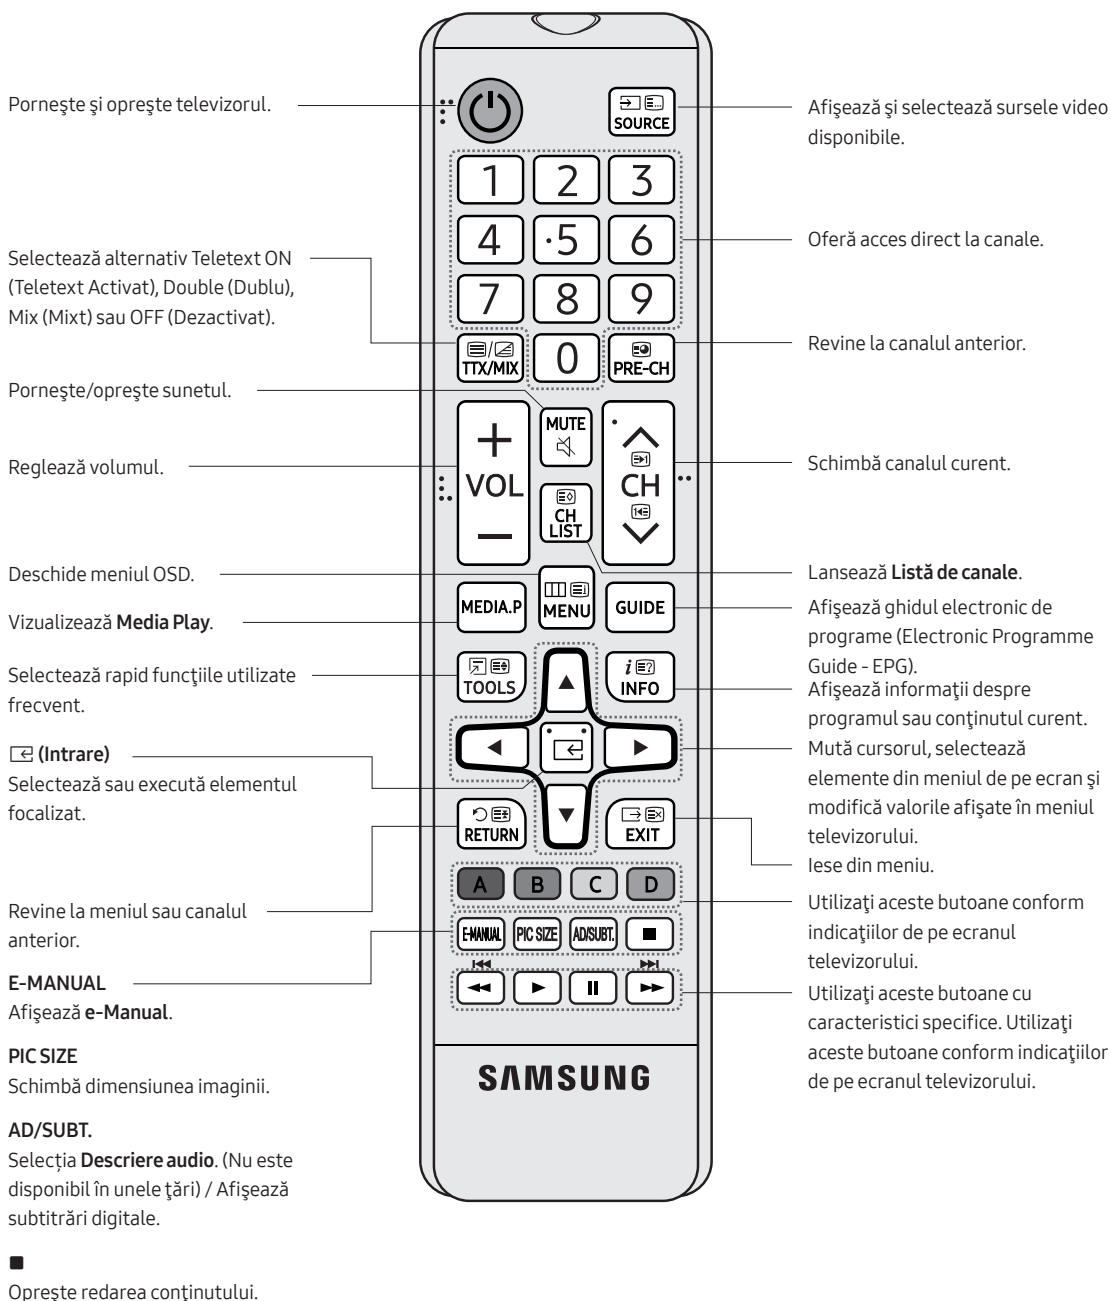 Porneşte şi opreşte televizorul.
Selectează alternativ Teletext ON
(Teletext Activat), Double (Dublu),
Mix (Mixt) sau OFF (Dezactivat).
Porneşte/opreşte sunetul.
Reglează volumul.
Deschide meniul OSD.
Vizualizează Media Play.
Selectează rapid funcţiile utilizate
frecvent.
(Intrare)
Selectează sau execută elementul
focalizat.
Revine la meniul sau canalul
anterior.
E-MANUAL
Afişează e-Manual.
PIC SIZE
Schimbă dimensiunea imaginii.
AD/SUBT.
Selecția Descriere audio. (Nu este
disponibil în unele ţări) / Afişează
subtitrări digitale.
Opreşte redarea conţinutului.
SOURCE
1 2 3
4 ·5 6
7 8 9
TTX/MIX 0 PRE-CH
+
VOL
—
MUTE
CH
LIST
CH
MEDIA.P
MENU
GUIDE
TOOLS
INFO
RETURN
EXIT
A B C D
E-MANUAL PIC SIZE AD/SUBT.
SAMSUNG
Afişează şi selectează sursele video
disponibile.
Oferă acces direct la canale.
Revine la canalul anterior.
Schimbă canalul curent.
Lansează Listă de canale.
Afişează ghidul electronic de
programe (Electronic Programme
Guide - EPG).
Afişează informaţii despre
programul sau conţinutul curent.
Mută cursorul, selectează
elemente din meniul de pe ecran şi
modifică valorile afişate în meniul
televizorului.
Iese din meniu.
Utilizaţi aceste butoane conform
indicaţiilor de pe ecranul
televizorului.
Utilizaţi aceste butoane cu
caracteristici specifice. Utilizaţi
aceste butoane conform indicaţiilor
de pe ecranul televizorului.